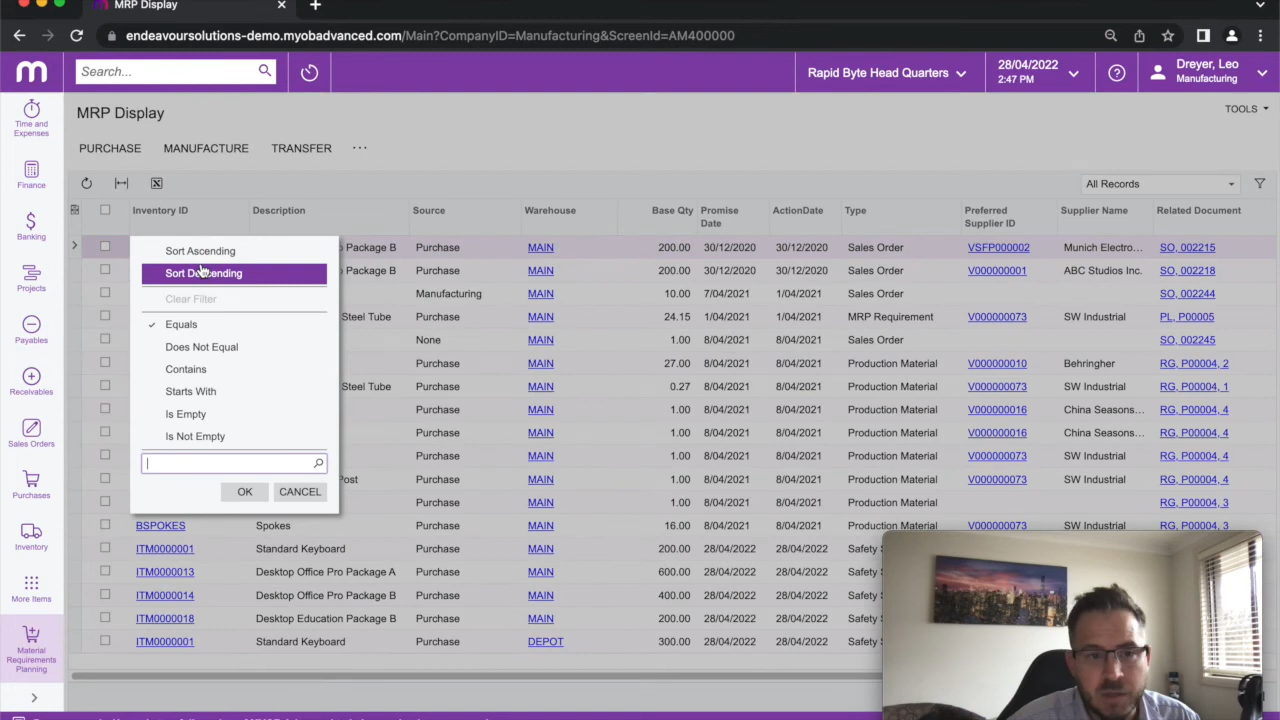 MRP Display
endeavoursolutions-demo.myobadvanced.com/Main?CompanyID=Manufacturing&ScreenId=AM400000
Search...
Rapid Byte Head Quarters
28/04/2022
2:47 PM
Dreyer, Leo
Manufacturing
MRP Display
TOOLS
PURCHASE MANUFACTURE TRANSFER ...
All Records
Inventory ID Description Source Warehouse Base Qty Promise Date ActionDate Type Preferred Supplier ID Supplier Name Related Document
Package B Purchase MAIN 200.00 30/12/2020 30/12/2020 Sales Order VSFP000002 Munich Electro... SO, 002215
Package B Purchase MAIN 200.00 30/12/2020 30/12/2020 Sales Order V000000001 ABC Studios Inc. SO, 002218
Manufacturing MAIN 10.00 7/04/2021 1/04/2021 Sales Order SO, 002244
Steel Tube Purchase MAIN 24.15 1/04/2021 1/04/2021 MRP Requirement V000000073 SW Industrial PL, P00005
None MAIN 1.00 8/04/2021 8/04/2021 Sales Order SO, 002245
Purchase MAIN 27.00 8/04/2021 8/04/2021 Production Material V000000010 Behringher RG, P00004, 2
Steel Tube Purchase MAIN 0.27 8/04/2021 8/04/2021 Production Material V000000073 SW Industrial RG, P00004, 1
Purchase MAIN 1.00 8/04/2021 8/04/2021 Production Material V000000016 China Seasons... RG, P00004, 4
Purchase MAIN 1.00 8/04/2021 8/04/2021 Production Material V000000016 China Seasons... RG, P00004, 4
Purchase MAIN 1.00 8/04/2021 8/04/2021 Production Material V000000073 SW Industrial RG, P00004, 4
Post Purchase MAIN 1.00 8/04/2021 8/04/2021 Production Material V000000073 SW Industrial RG, P00004, 4
Purchase MAIN 1.00 8/04/2021 8/04/2021 Production Material RG, P00004, 3
BSPOKES Spokes Purchase MAIN 16.00 8/04/2021 8/04/2021 Production Material V000000073 SW Industrial RG, P00004, 3
ITM0000001 Standard Keyboard Purchase MAIN 200.00 28/04/2022 28/04/2022 Safety S
ITM0000013 Desktop Office Pro Package A Purchase MAIN 600.00 28/04/2022 28/04/2022 Safety S
ITM0000014 Desktop Office Pro Package B Purchase MAIN 400.00 28/04/2022 28/04/2022 Safety S
ITM0000018 Desktop Education Package B Purchase MAIN 200.00 28/04/2022 28/04/2022 Safety S
ITM0000001 Standard Keyboard Purchase DEPOT 300.00 28/04/2022 28/04/2022 Safety S
Sort Ascending
Sort Descending
Clear Filter
Equals
Does Not Equal
Contains
Starts With
Is Empty
Is Not Empty
OK CANCEL
Time and
Expenses
Finance
Banking
Projects
Payables
Receivables
Sales Orders
Purchases
Inventory
More Items
Material
Requirements
Planning